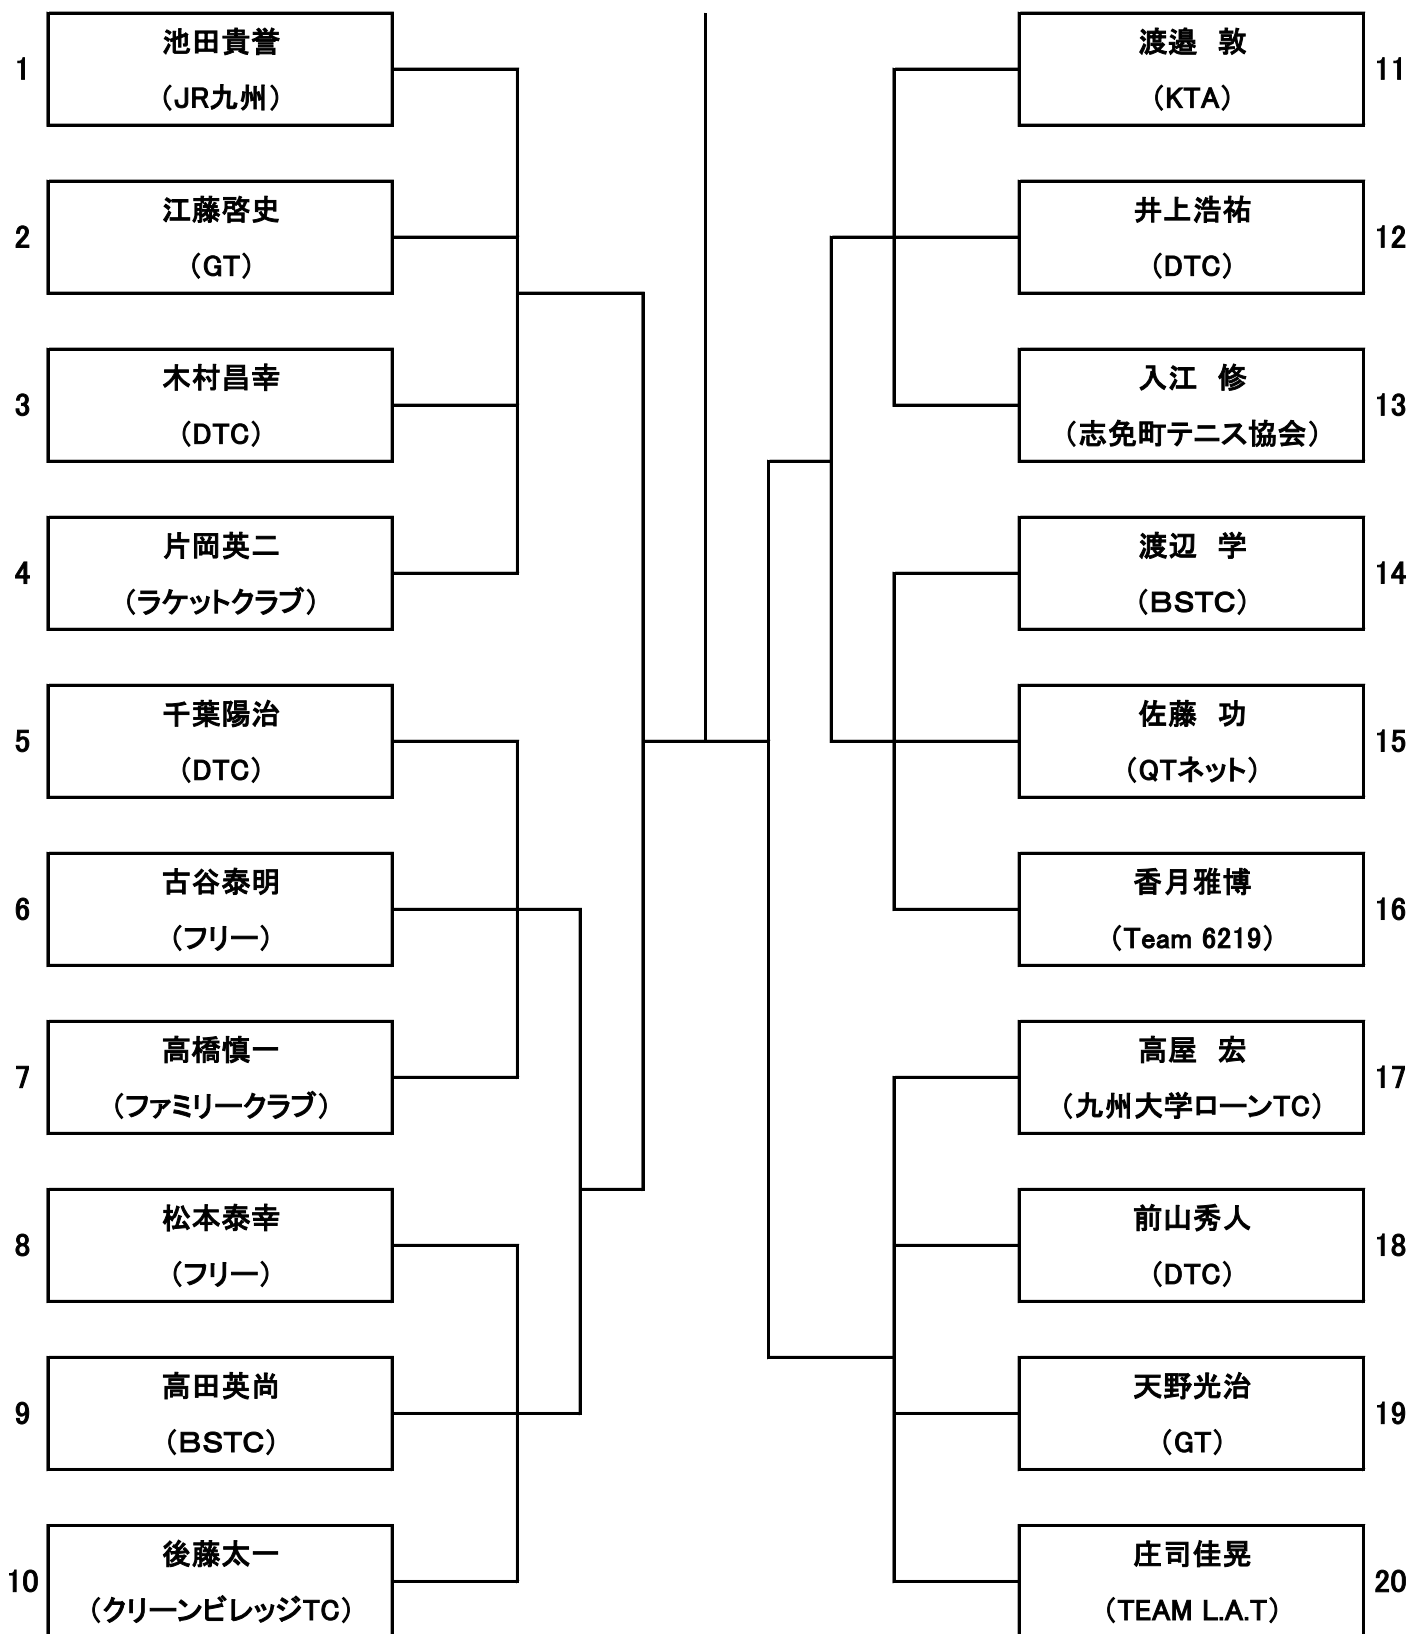 1
池田貴誉
（JR九州）
2
江藤啓史
（GT）
3
木村昌幸
（DTC）
4
片岡英二
（ラケットクラブ）
5
千葉陽治
（DTC）
6
古谷泰明
（フリー）
7
高橋慎一
（ファミリークラブ）
8
松本泰幸
（フリー）
9
高田英尚
（BSTC）
10
後藤太一
（クリーンビレッジTC）
渡邉　敦
（KTA）
11
井上浩祐
（DTC）
12
入江　修
（志免町テニス協会）
13
渡辺　学
（BSTC）
14
佐藤　功
（QTネット）
15
香月雅博
（Team 6219）
16
高屋　宏
（九州大学ローンTC）
17
前山秀人
（DTC）
18
天野光治
（GT）
19
庄司佳晃
（TEAM L.A.T）
20